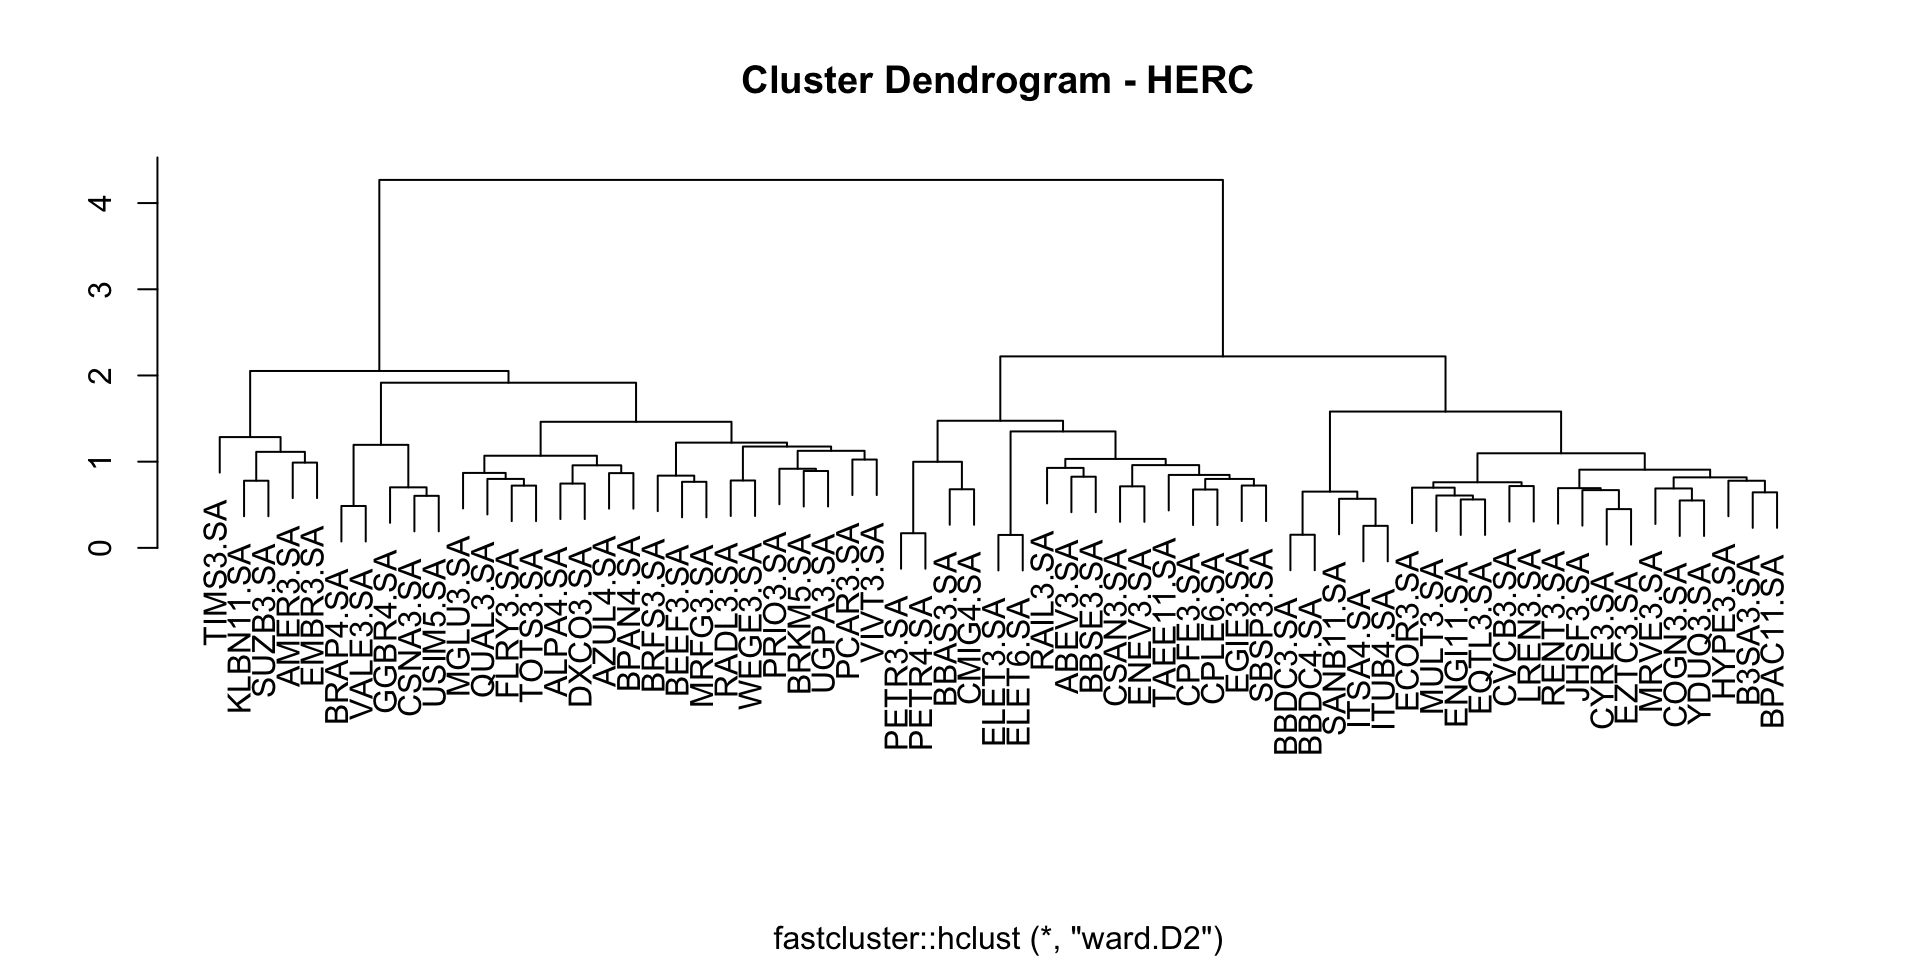 Cluster Dendrogram - HERC
4
3
2
1
0
TIMS3.SA
KLBN11.SA
SUZB3.SA
AMER3.SA
EMBR3.SA
BRAP4.SA
VALE3.SA
GGBR4.SA
CSNA3.SA
USIM5.SA
MGLU3.SA
QUAL3.SA
FLRY3.SA
TOTS3.SA
ALPA4.SA
DXCO3.SA
AZUL4.SA
BPAN4.SA
BRFS3.SA
BEEF3.SA
MRFG3.SA
RADL3.SA
WEGE3.SA
PRIO3.SA
BRKM5.SA
UGPA3.SA
PCAR3.SA
VIVT3.SA
PETR3.SA
PETR4.SA
BBAS3.SA
CMIG4.SA
ELET3.SA
ELET6.SA
RAIL3.SA
ABEV3.SA
BBSE3.SA
CSAN3.SA
ENEV3.SA
TAEE11.SA
CPFE3.SA
CPLE6.SA
EGIE3.SA
SBSP3.SA
BBDC3.SA
BBDC4.SA
SANB11.SA
ITSA4.SA
ITUB4.SA
ECOR3.SA
MULT3.SA
ENGI11.SA
EQTL3.SA
CVCB3.SA
LREN3.SA
RENT3.SA
JHSF3.SA
CYRE3.SA
EZTC3.SA
MRVE3.SA
COGN3.SA
YDUQ3.SA
HYPE3.SA
B3SA3.SA
BPAC11.SA
fastcluster::hclust (*, "ward.D2")